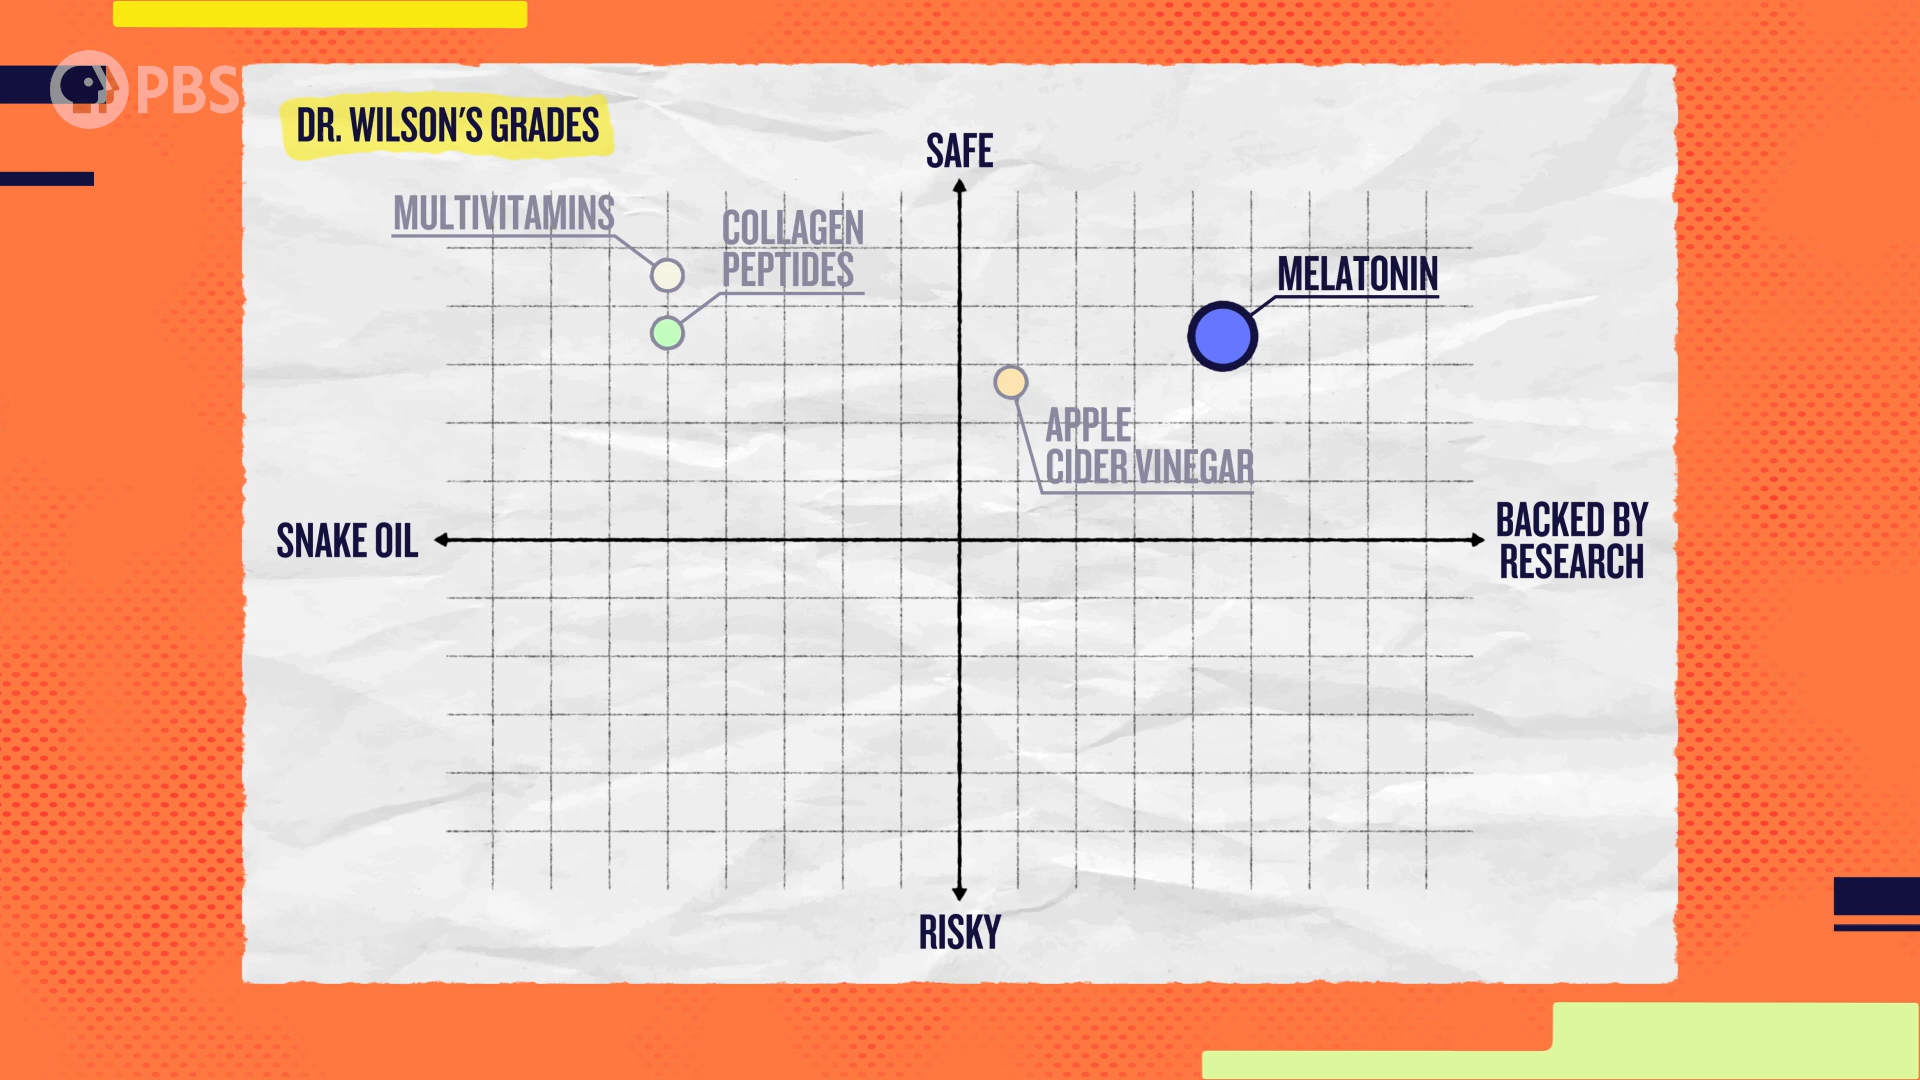 PBS
DR. WILSON'S GRADES
SAFE
MULTIVITAMINS
COLLAGEN
PEPTIDES
MELATONIN
APPLE
CIDER VINEGAR
SNAKE OIL
BACKED BY
RESEARCH
RISKY